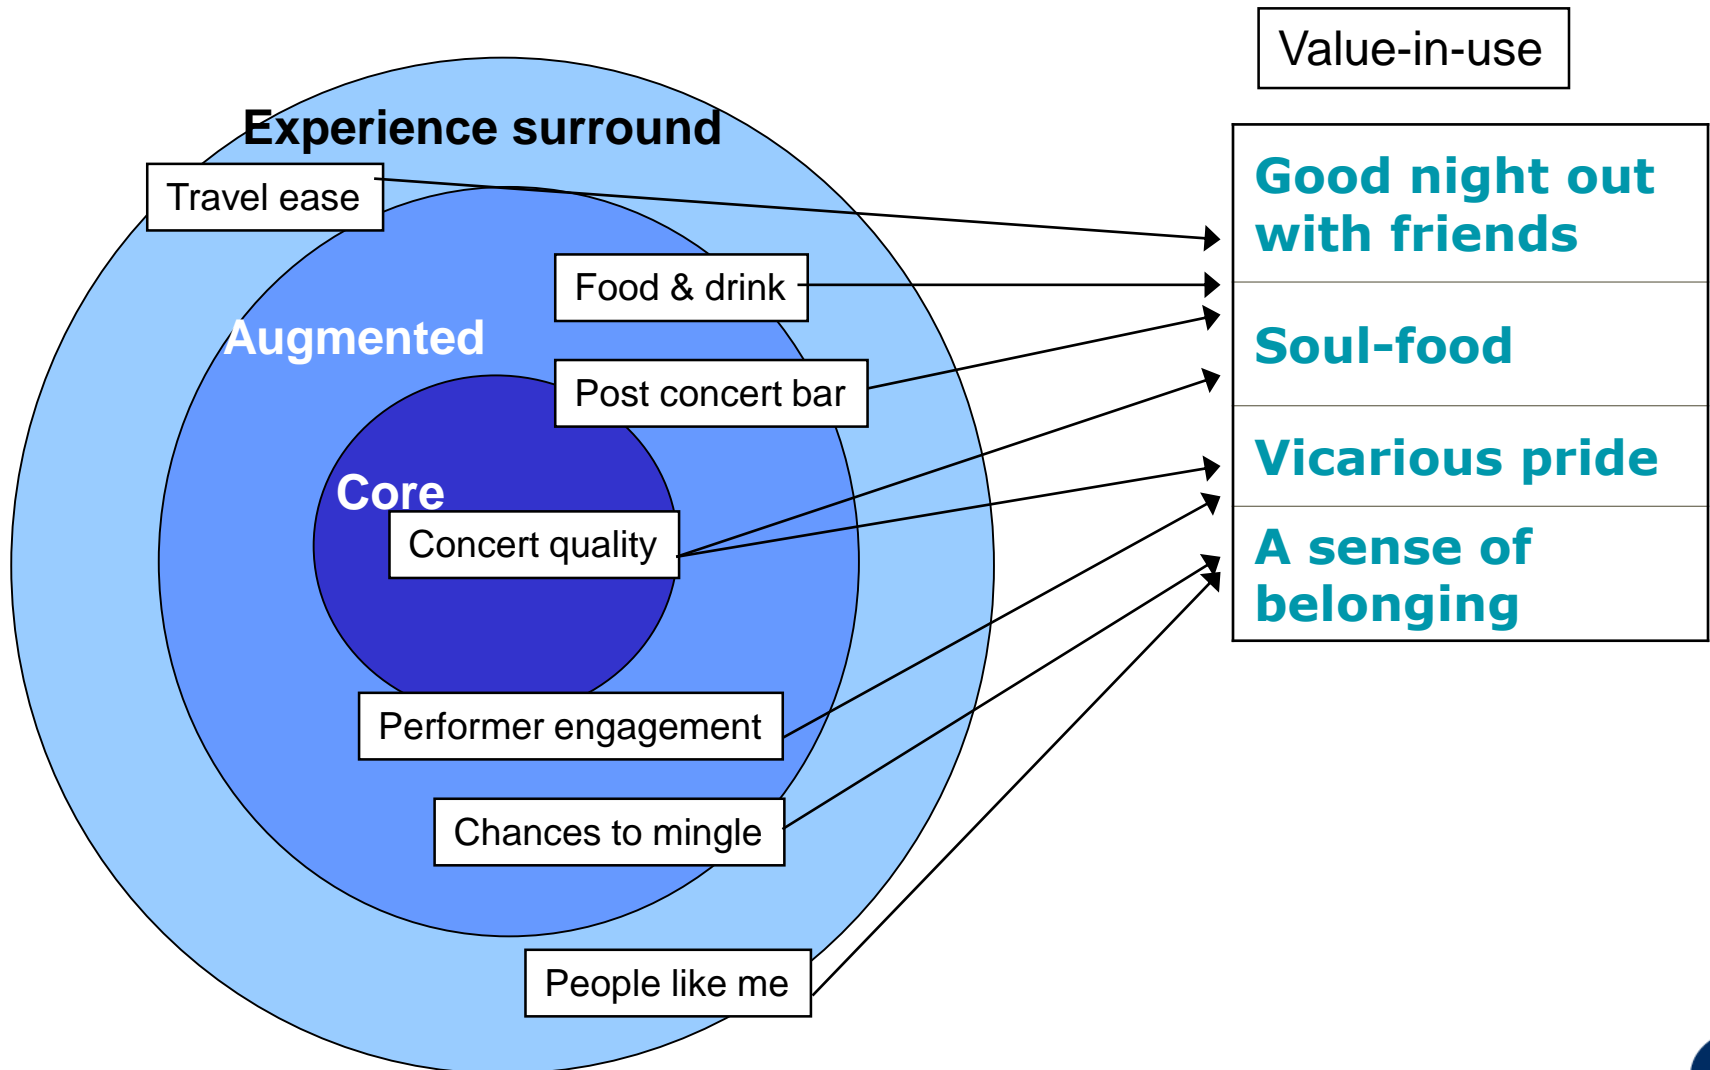 Value-in-use
Experience surround
Travel ease
Good night out
with friends
Food & drink
Augmented
Soul-food
Post concert bar
Core
Vicarious pride
Concert quality
A sense of
belonging
Performer engagement
Chances to mingle
People like me